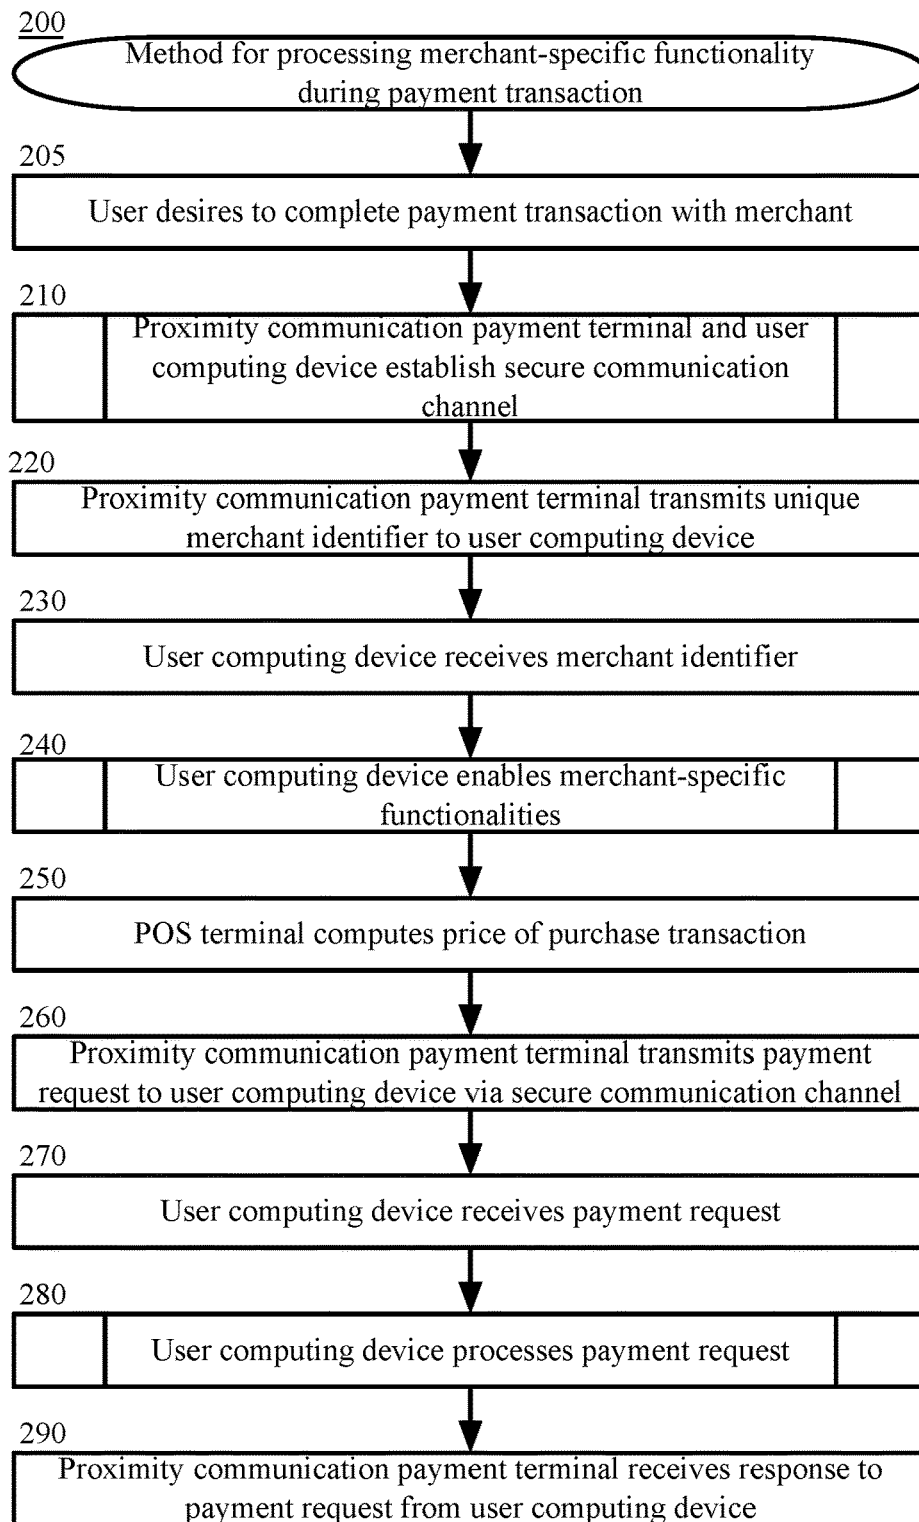 200
Method for processing merchant-specific functionality
during payment transaction
205
User desires to complete payment transaction with merchant
210
Proximity communication payment terminal and user
computing device establish secure communication
channel
220
Proximity communication payment terminal transmits unique
merchant identifier to user computing device
230
User computing device receives merchant identifier
240
User computing device enables merchant-specific
functionalities
250
POS terminal computes price of purchase transaction
260
Proximity communication payment terminal transmits payment
request to user computing device via secure communication channel
270
User computing device receives payment request
280
User computing device processes payment request
290
Proximity communication payment terminal receives response to
payment request from user computing device